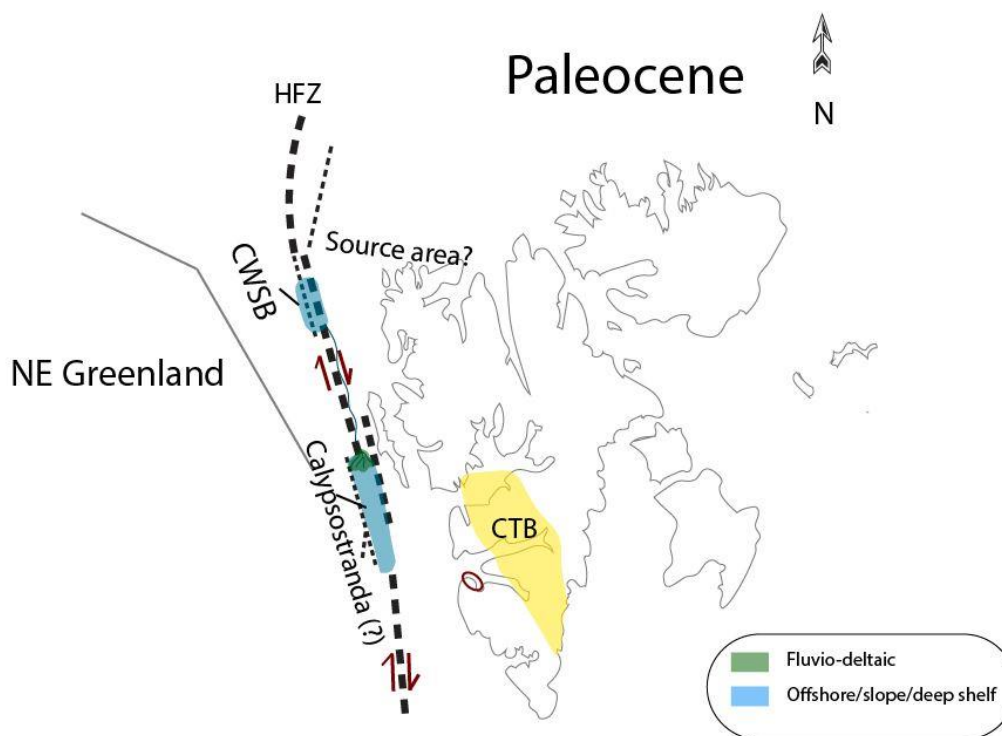 Paleocene
N
HFZ
Source area?
CWSB
NE Greenland
Calypsostranda (?)
CTB
Fluvio-deltaic
Offshore/slope/deep shelf